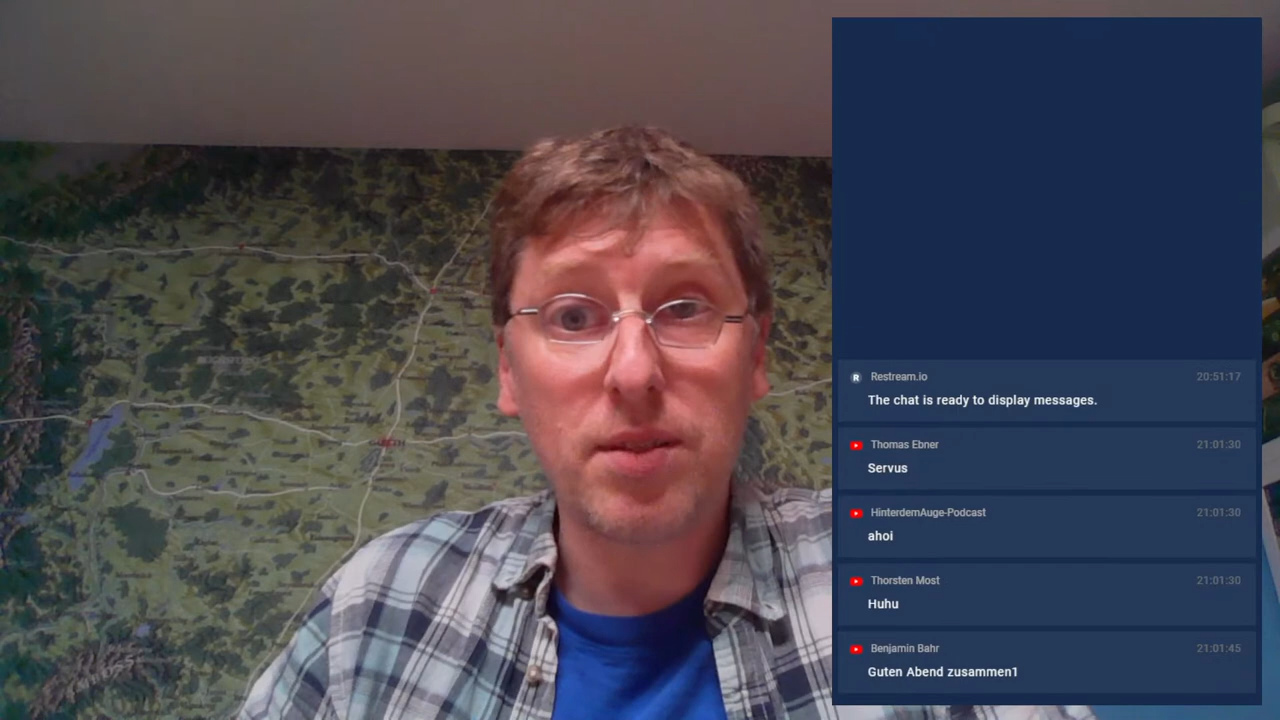 Restream.io 20:51:17
The chat is ready to display messages.
Thomas Ebner 21:01:30
Servus
HinterdemAuge-Podcast 21:01:30
ahoi
Thorsten Most 21:01:30
Huhu
Benjamin Bahr 21:01:45
Guten Abend zusammen1